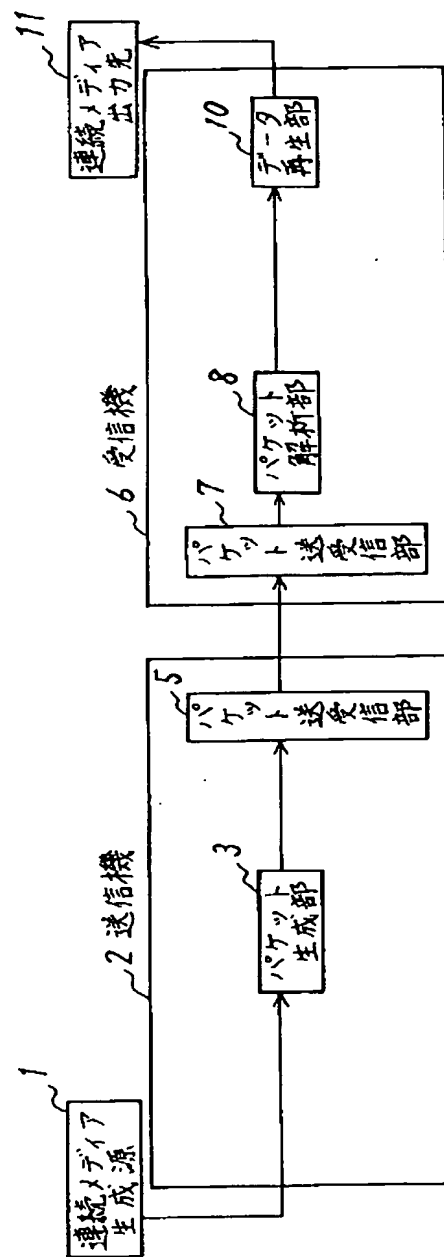 1
連続メディア
生成源
2 送信機
3
パケット
生成部
5
パケット送受信部
6 受信機
7
パケット送受信部
8
パケット
解析部
10
データ
再生部
11
連続メディア
出力先